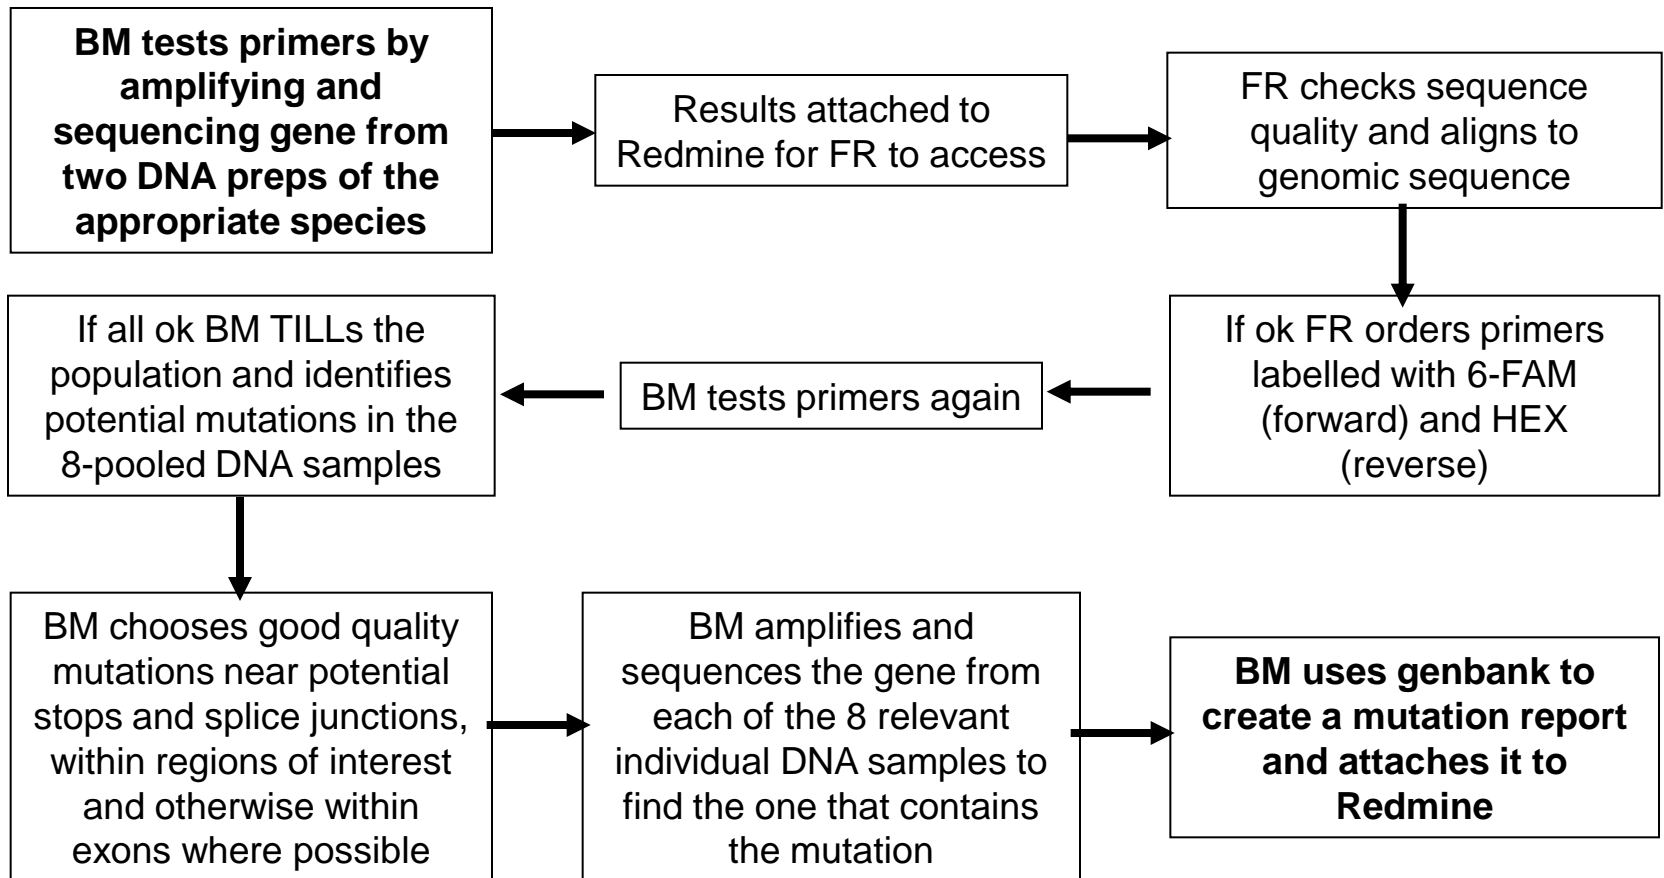 BM tests primers by
amplifying and
sequencing gene from
two DNA preps of the
appropriate species
Results attached to
Redmine for FR to access
FR checks sequence
quality and aligns to
genomic sequence
If ok FR orders primers
labelled with 6-FAM
(forward) and HEX
(reverse)
BM tests primers again
If all ok BM TILLs the
population and identifies
potential mutations in the
8-pooled DNA samples
BM chooses good quality
mutations near potential
stops and splice junctions,
within regions of interest
and otherwise within
exons where possible
BM amplifies and
sequences the gene from
each of the 8 relevant
individual DNA samples to
find the one that contains
the mutation
BM uses genbank to
create a mutation report
and attaches it to
Redmine